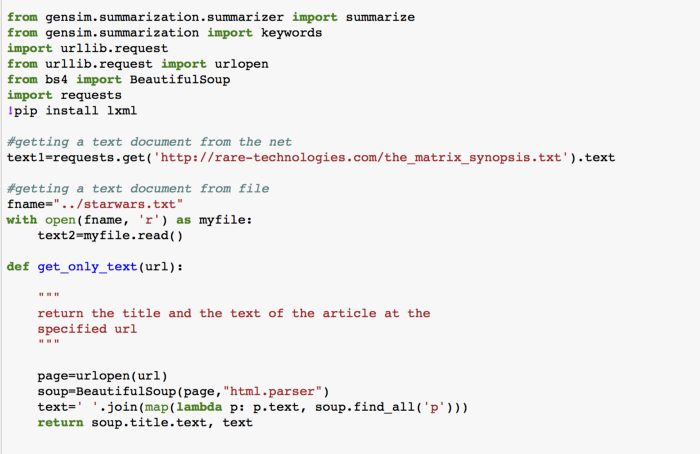 from gensim.summarization.summarizer import summarize
from gensim.summarization import keywords
import urllib.request
from urllib.request import urlopen
from bs4 import BeautifulSoup
import requests
!pip install lxml
#getting a text document from the net
text1=requests.get('http://rare-technologies.com/the_matrix_synopsis.txt').text
#getting a text document from file
fname="../starwars.txt"
with open(fname, 'r') as myfile:
    text2=myfile.read()
def get_only_text(url):
    """
    return the title and the text of the article at the
    specified url
    """
    page=urlopen(url)
    soup=BeautifulSoup(page,"html.parser")
    text=' '.join(map(lambda p: p.text, soup.find_all('p')))
    return soup.title.text, text